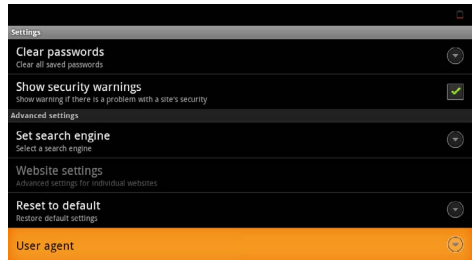 Settings
Clear passwords
Clear all saved passwords
Show security warnings
Show warning if there is a problem with a site's security
Advanced settings
Set search engine
Select a search engine
Website settings
Advanced settings for individual websites
Reset to default
Restore default settings
User agent